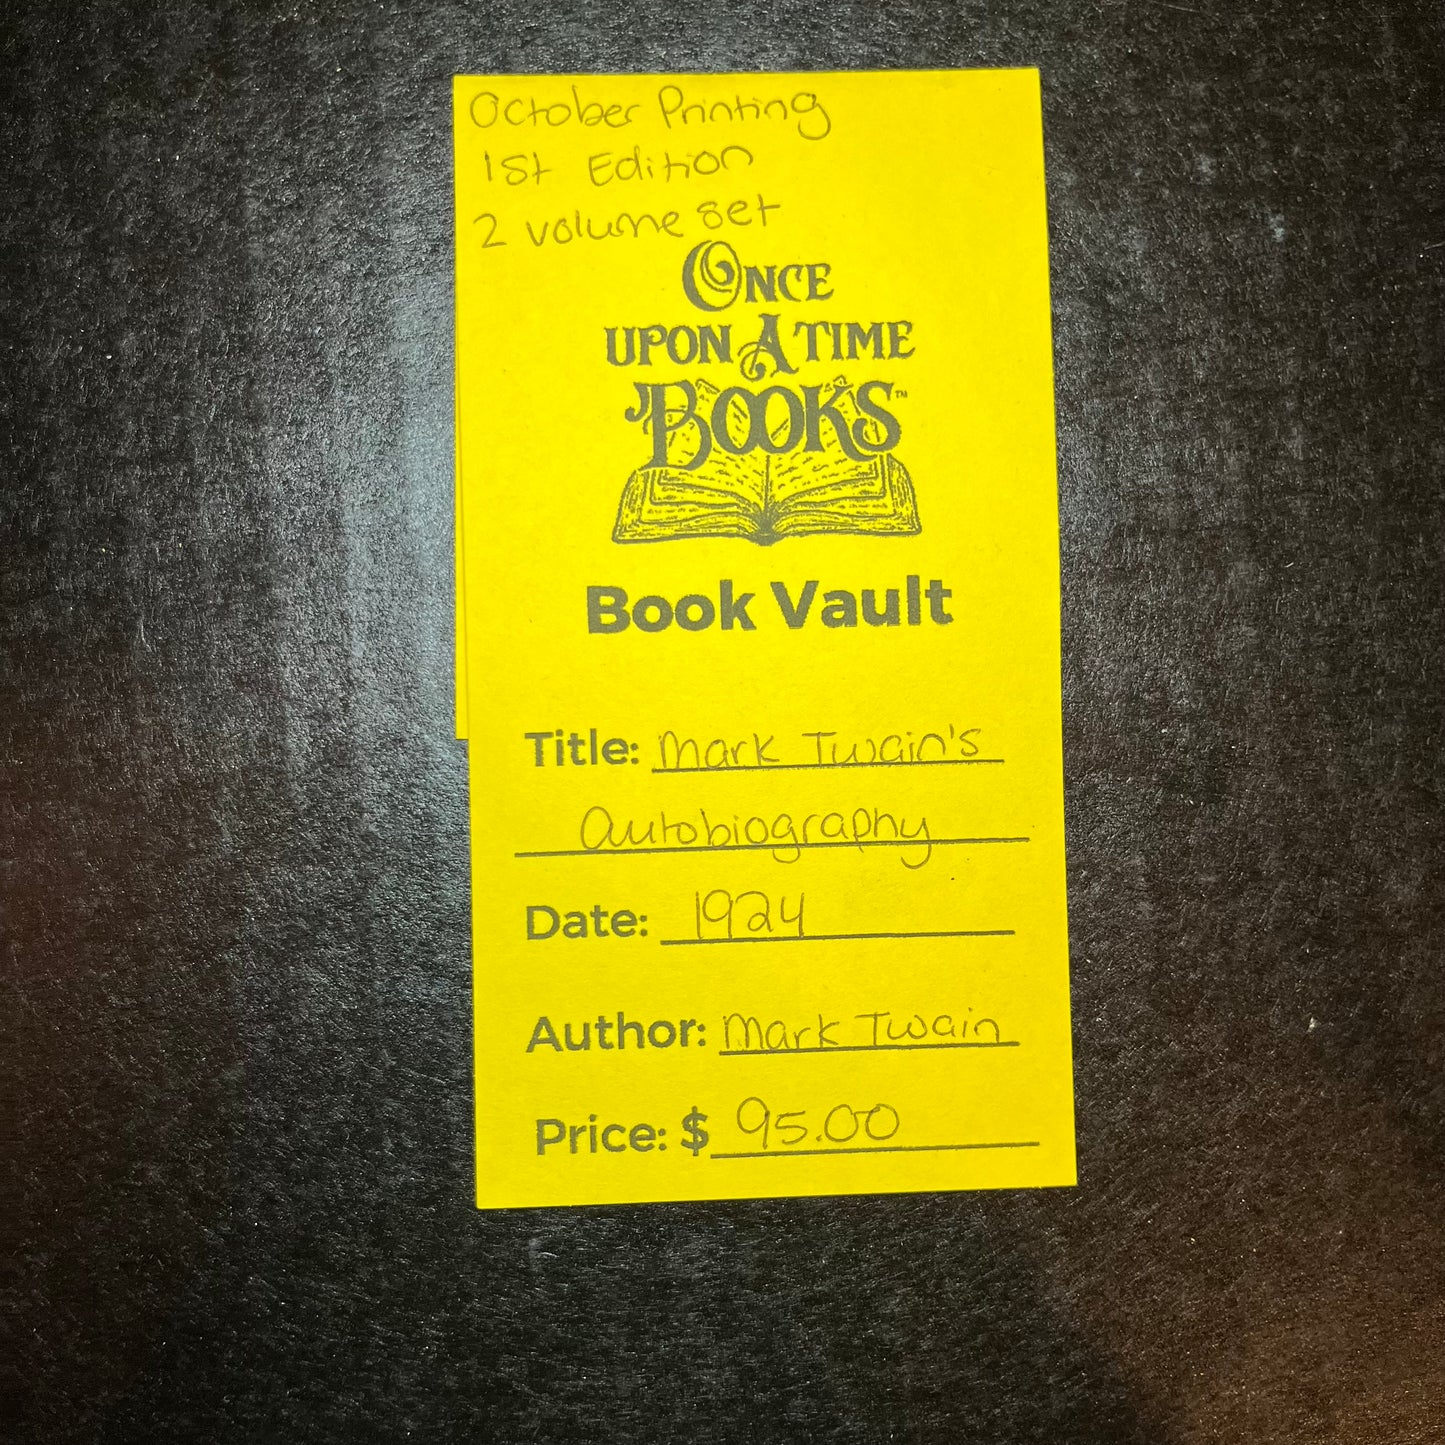 October Printing
1st Edition
2 volume set
ONCE
UPON A TIME
BOOKS™
Book Vault
Title: Mark Twain's
Autobiography
Date: 1924
Author: Mark Twain
Price: $ 95.00